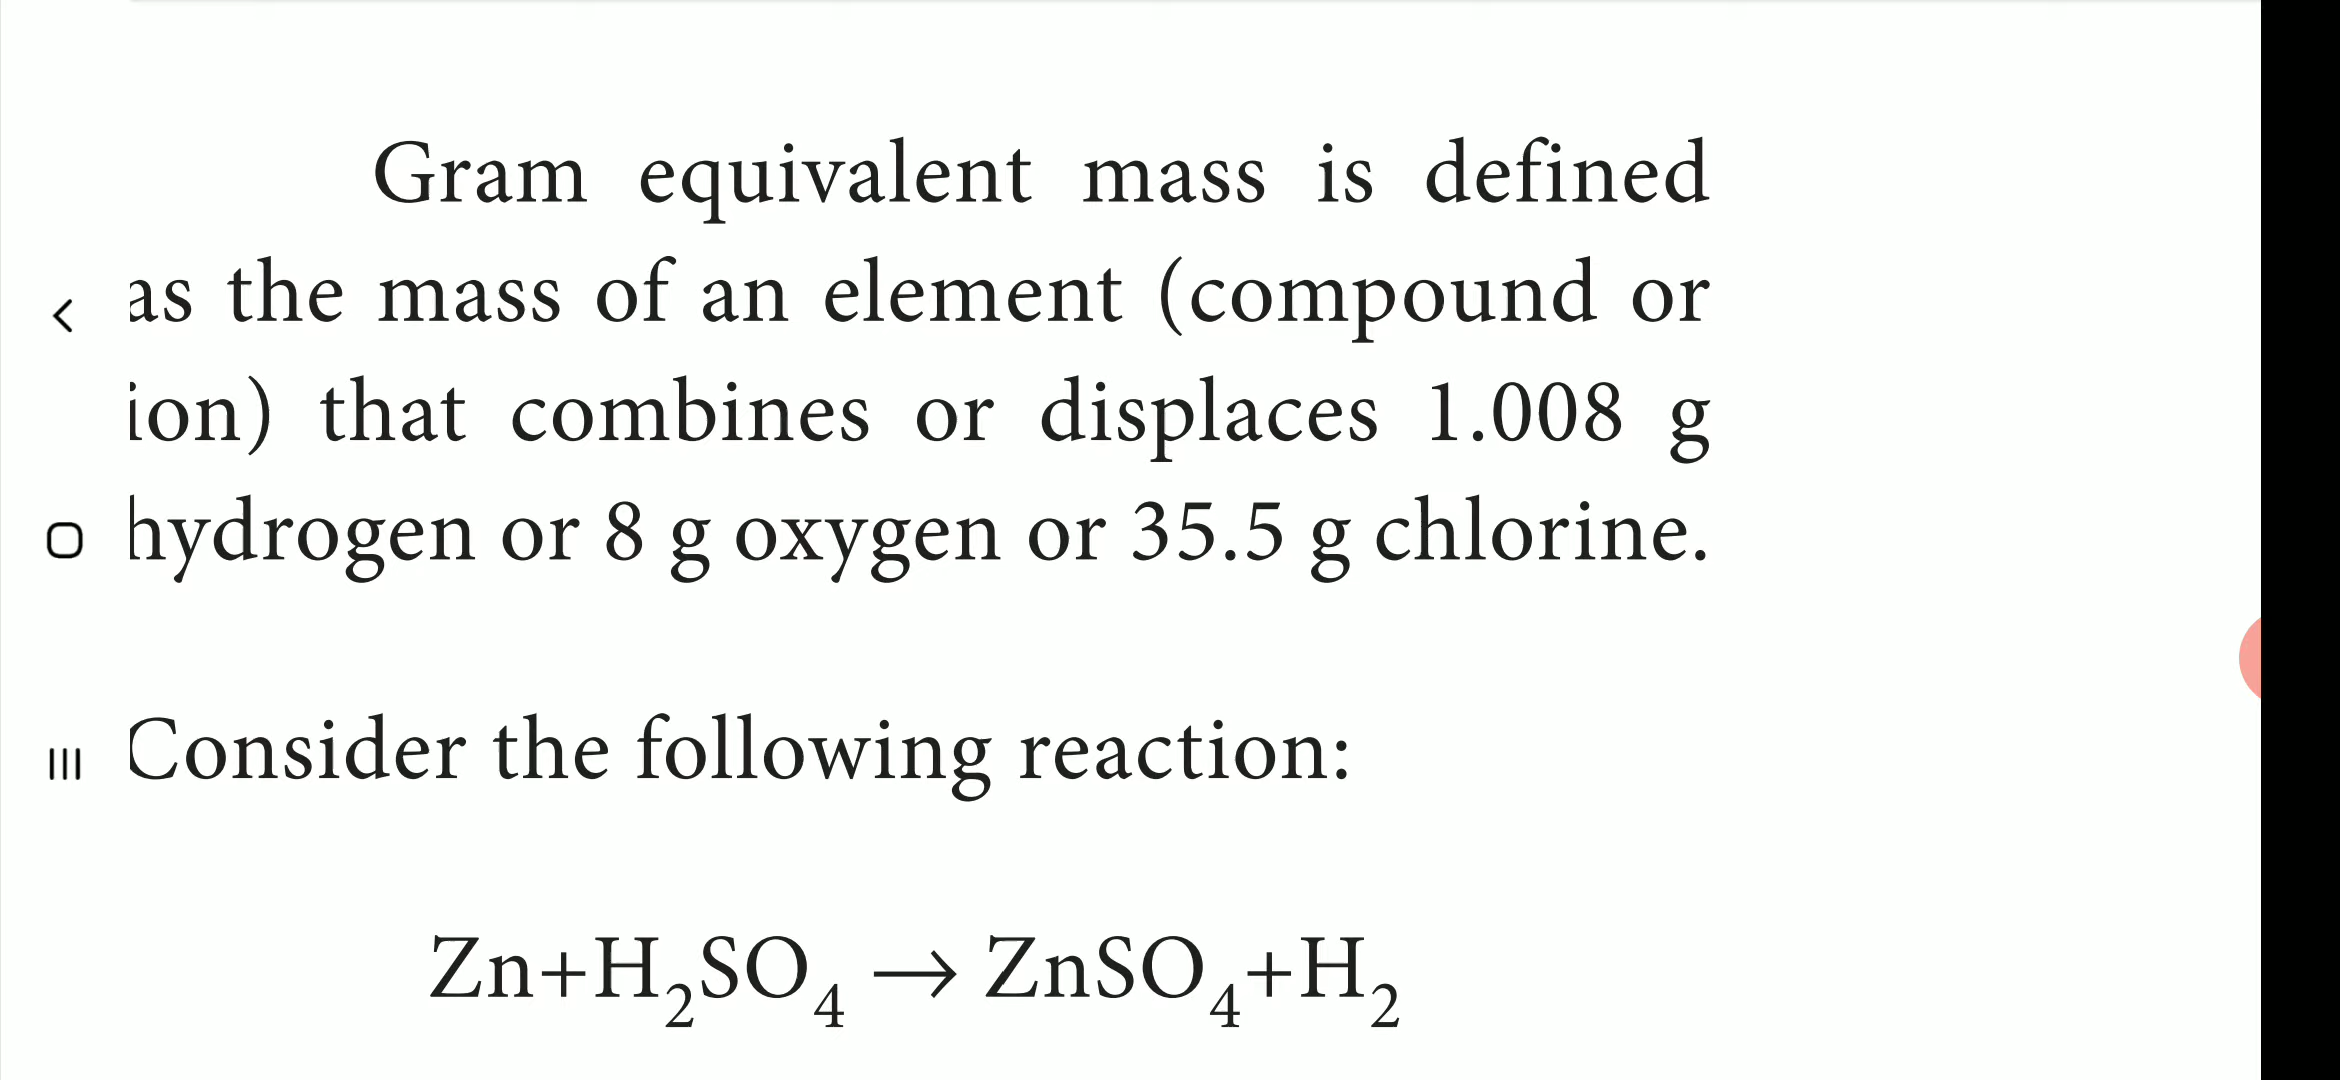 Gram equivalent mass is defined
as the mass of an element (compound or
ion) that combines or displaces 1.008 g
hydrogen or 8 g oxygen or 35.5 g chlorine.
Consider the following reaction:
Zn+H₂SO₄ → ZnSO₄+H₂